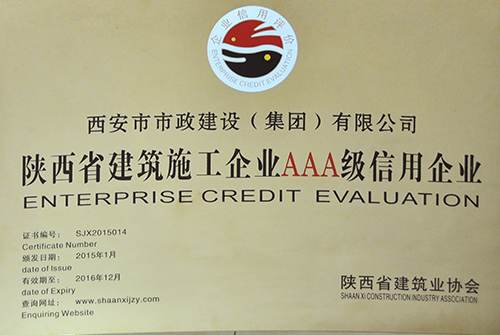 企业信用评价
ENTERPRISE CREDIT EVALUATION
西安市市政建设（集团）有限公司
陕西省建筑施工企业AAA级信用企业
ENTERPRISE CREDIT EVALUATION
证书编号： SJX2015014
Certificate Number
颁发日期： 2015年1月
date of Issue
有效期至： 2016年12月
date of Expiry
查询网址： www.shaanxijzy.com
Enquiring Website
陕西省建筑业协会
SHAAN XI CONSTRUCTION INDUSTRY ASSCCIATION